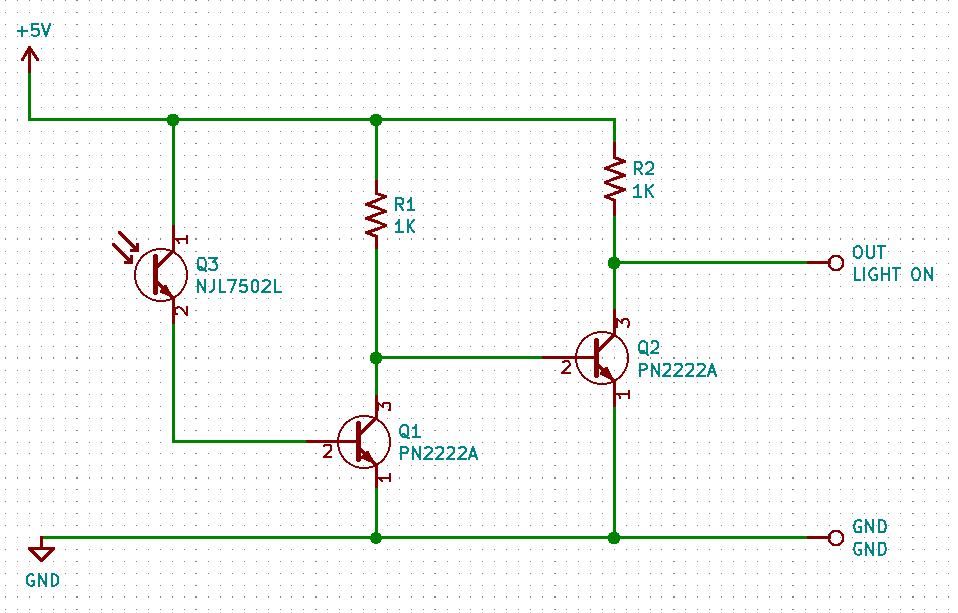 +5V
R2
1K
R1
1K
OUT
LIGHT ON
1
Q3
NJL7502L
2
3
Q2
PN2222A
2
1
3
Q1
PN2222A
2
1
GND
GND
GND